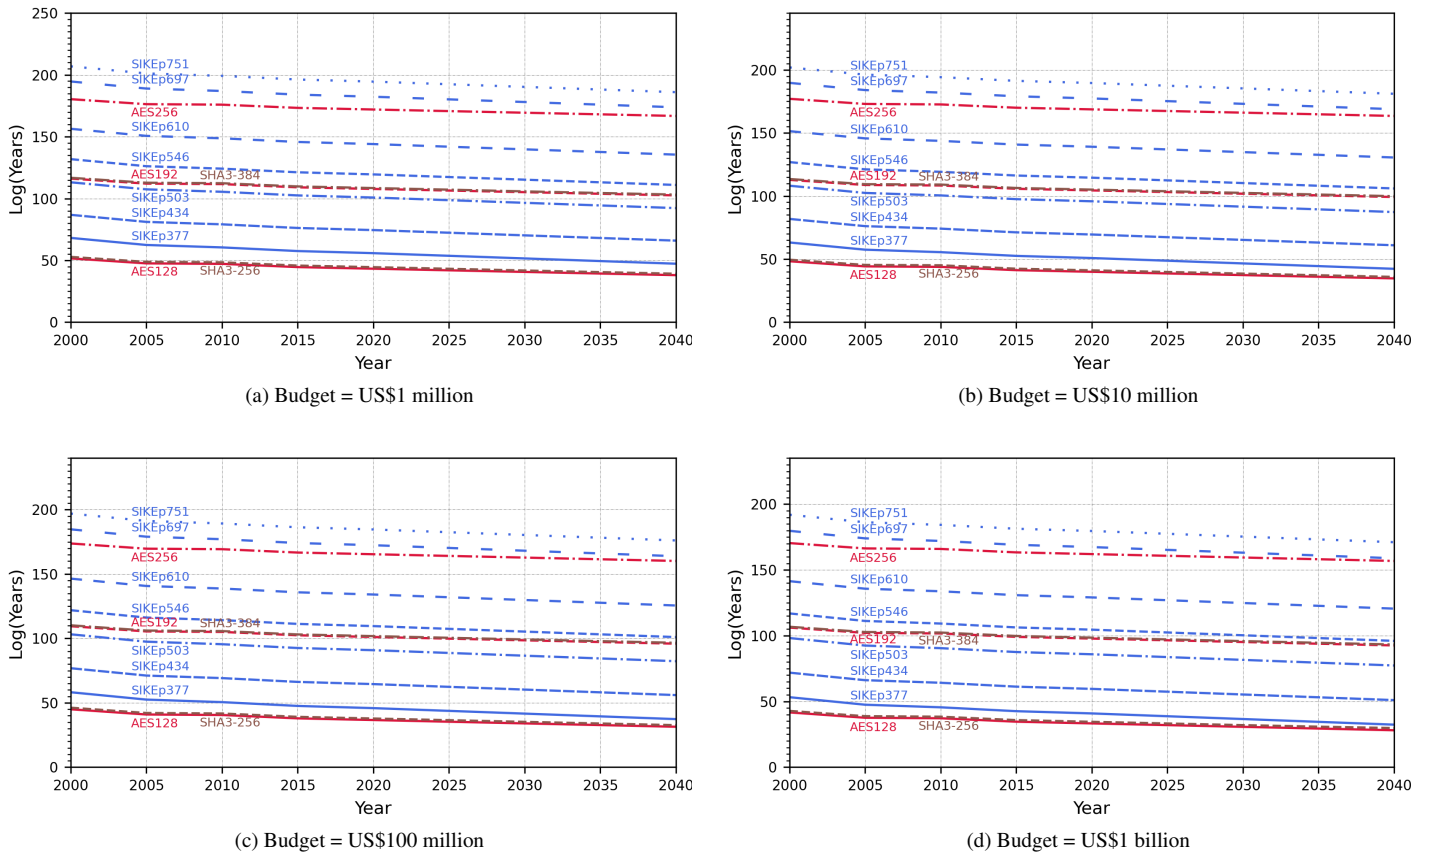 250
200
150
100
50
0
Log(Years)
SIKEp751
SIKEp697
AES256
SIKEp610
SIKEp546
AES192
SHA3-384
SIKEp503
SIKEp434
SIKEp377
AES128
SHA3-256
2000 2005 2010 2015 2020 2025 2030 2035 2040
Year
(a) Budget = US$1 million
200
150
100
50
0
Log(Years)
SIKEp751
SIKEp697
AES256
SIKEp610
SIKEp546
AES192
SHA3-384
SIKEp503
SIKEp434
SIKEp377
AES128
SHA3-256
2000 2005 2010 2015 2020 2025 2030 2035 2040
Year
(b) Budget = US$10 million
200
150
100
50
0
Log(Years)
SIKEp751
SIKEp697
AES256
SIKEp610
SIKEp546
AES192
SHA3-384
SIKEp503
SIKEp434
SIKEp377
AES128
SHA3-256
2000 2005 2010 2015 2020 2025 2030 2035 2040
Year
(c) Budget = US$100 million
200
150
100
50
0
Log(Years)
SIKEp751
SIKEp697
AES256
SIKEp610
SIKEp546
AES192
SHA3-384
SIKEp503
SIKEp434
SIKEp377
AES128
SHA3-256
2000 2005 2010 2015 2020 2025 2030 2035 2040
Year
(d) Budget = US$1 billion